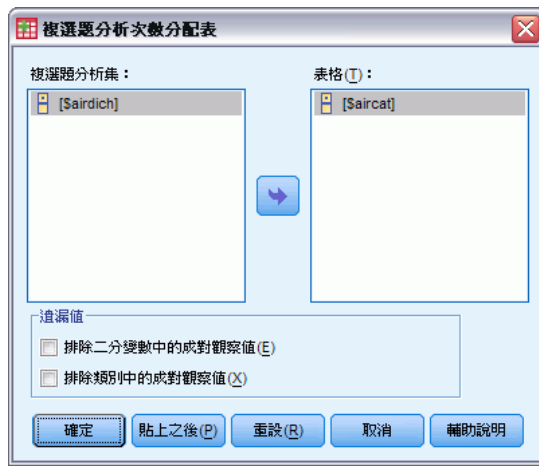 複選題分析次數分配表
複選題分析集：
表格(T)：
[$airdich]
[$aircat]
遺漏值
排除二分變數中的成對觀察值(E)
排除類別中的成對觀察值(X)
確定
貼上之後(P)
重設(R)
取消
輔助說明